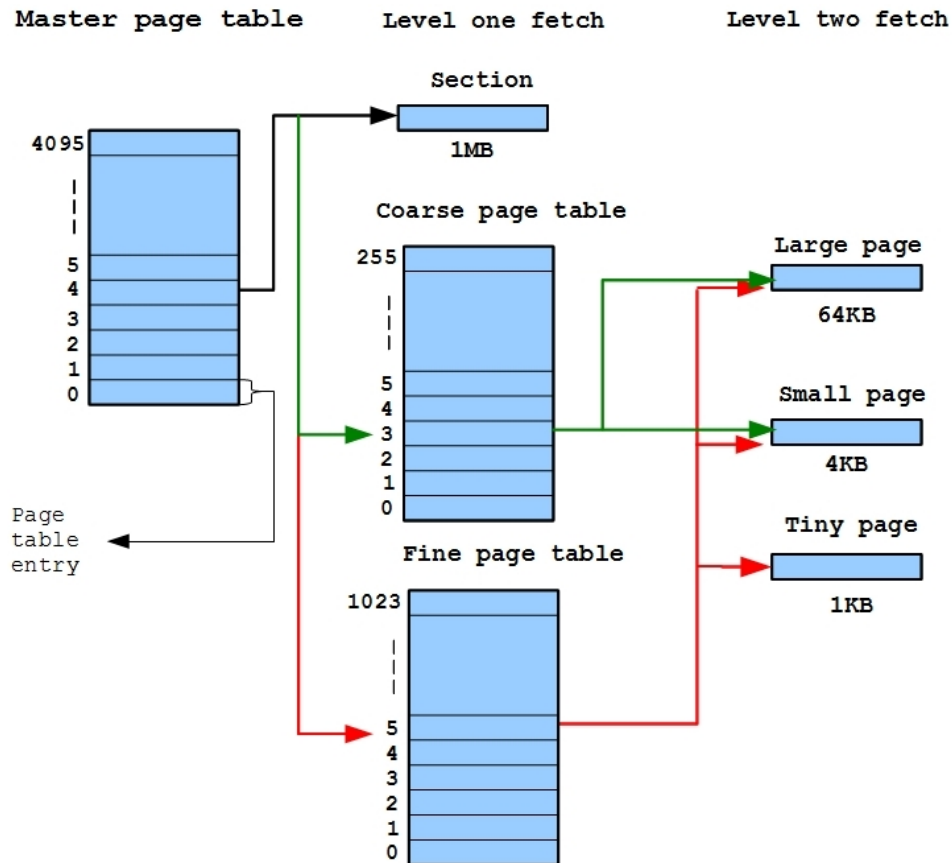 Master page table
Level one fetch
Level two fetch
Section
1MB
4095
5
4
3
2
1
0
Page
table
entry
Coarse page table
255
5
4
3
2
1
0
Fine page table
1023
5
4
3
2
1
0
Large page
64KB
Small page
4KB
Tiny page
1KB